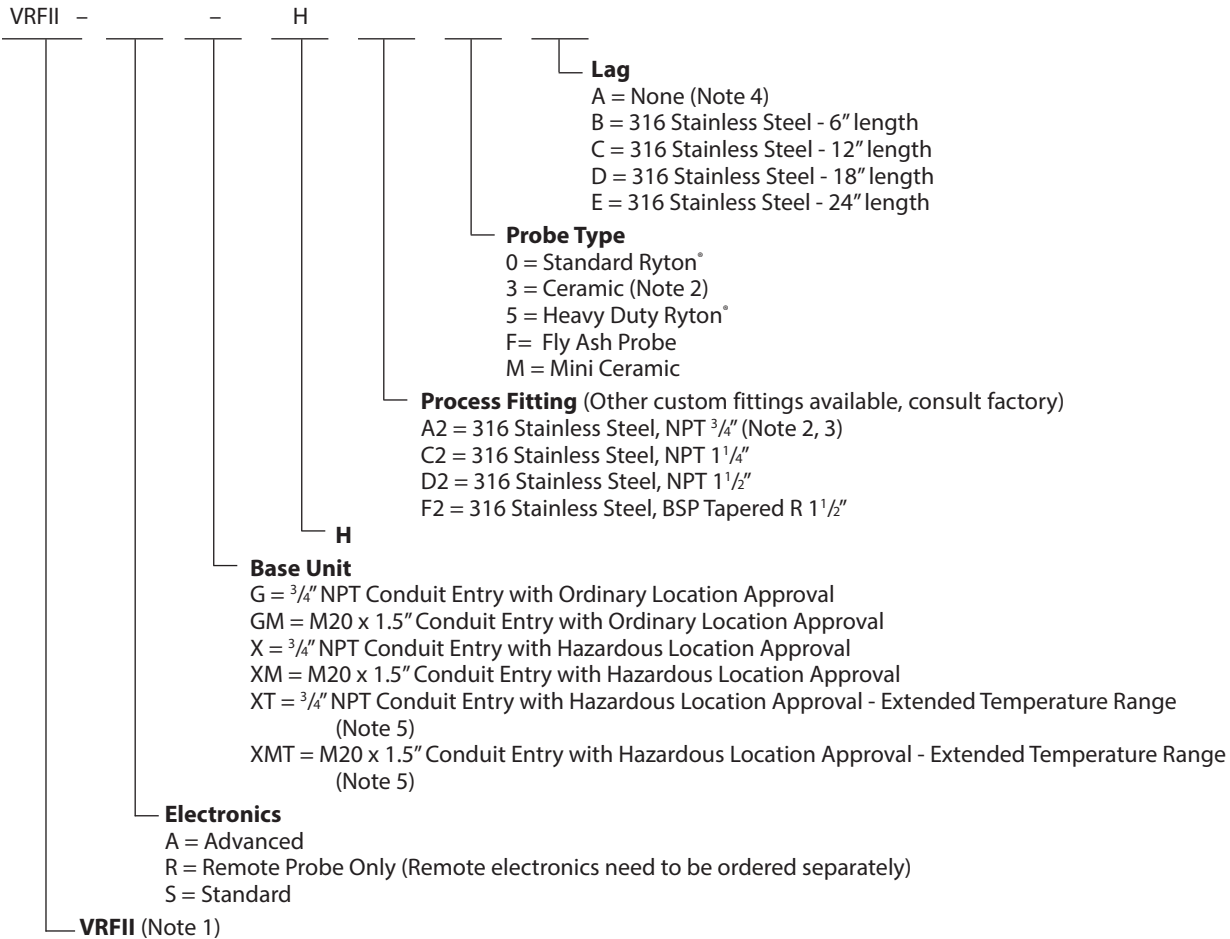 VRFII – – H
Lag
A = None (Note 4)
B = 316 Stainless Steel - 6” length
C = 316 Stainless Steel - 12” length
D = 316 Stainless Steel - 18” length
E = 316 Stainless Steel - 24” length
Probe Type
0 = Standard Ryton®
3 = Ceramic (Note 2)
5 = Heavy Duty Ryton®
F= Fly Ash Probe
M = Mini Ceramic
Process Fitting (Other custom fittings available, consult factory)
A2 = 316 Stainless Steel, NPT 3/4” (Note 2, 3)
C2 = 316 Stainless Steel, NPT 1 1/4”
D2 = 316 Stainless Steel, NPT 1 1/2”
F2 = 316 Stainless Steel, BSP Tapered R 1 1/2”
H
Base Unit
G = 3/4” NPT Conduit Entry with Ordinary Location Approval
GM = M20 x 1.5” Conduit Entry with Ordinary Location Approval
X = 3/4” NPT Conduit Entry with Hazardous Location Approval
XM = M20 x 1.5” Conduit Entry with Hazardous Location Approval
XT = 3/4” NPT Conduit Entry with Hazardous Location Approval - Extended Temperature Range
(Note 5)
XMT = M20 x 1.5” Conduit Entry with Hazardous Location Approval - Extended Temperature Range
(Note 5)
Electronics
A = Advanced
R = Remote Probe Only (Remote electronics need to be ordered separately)
S = Standard
VRFII (Note 1)